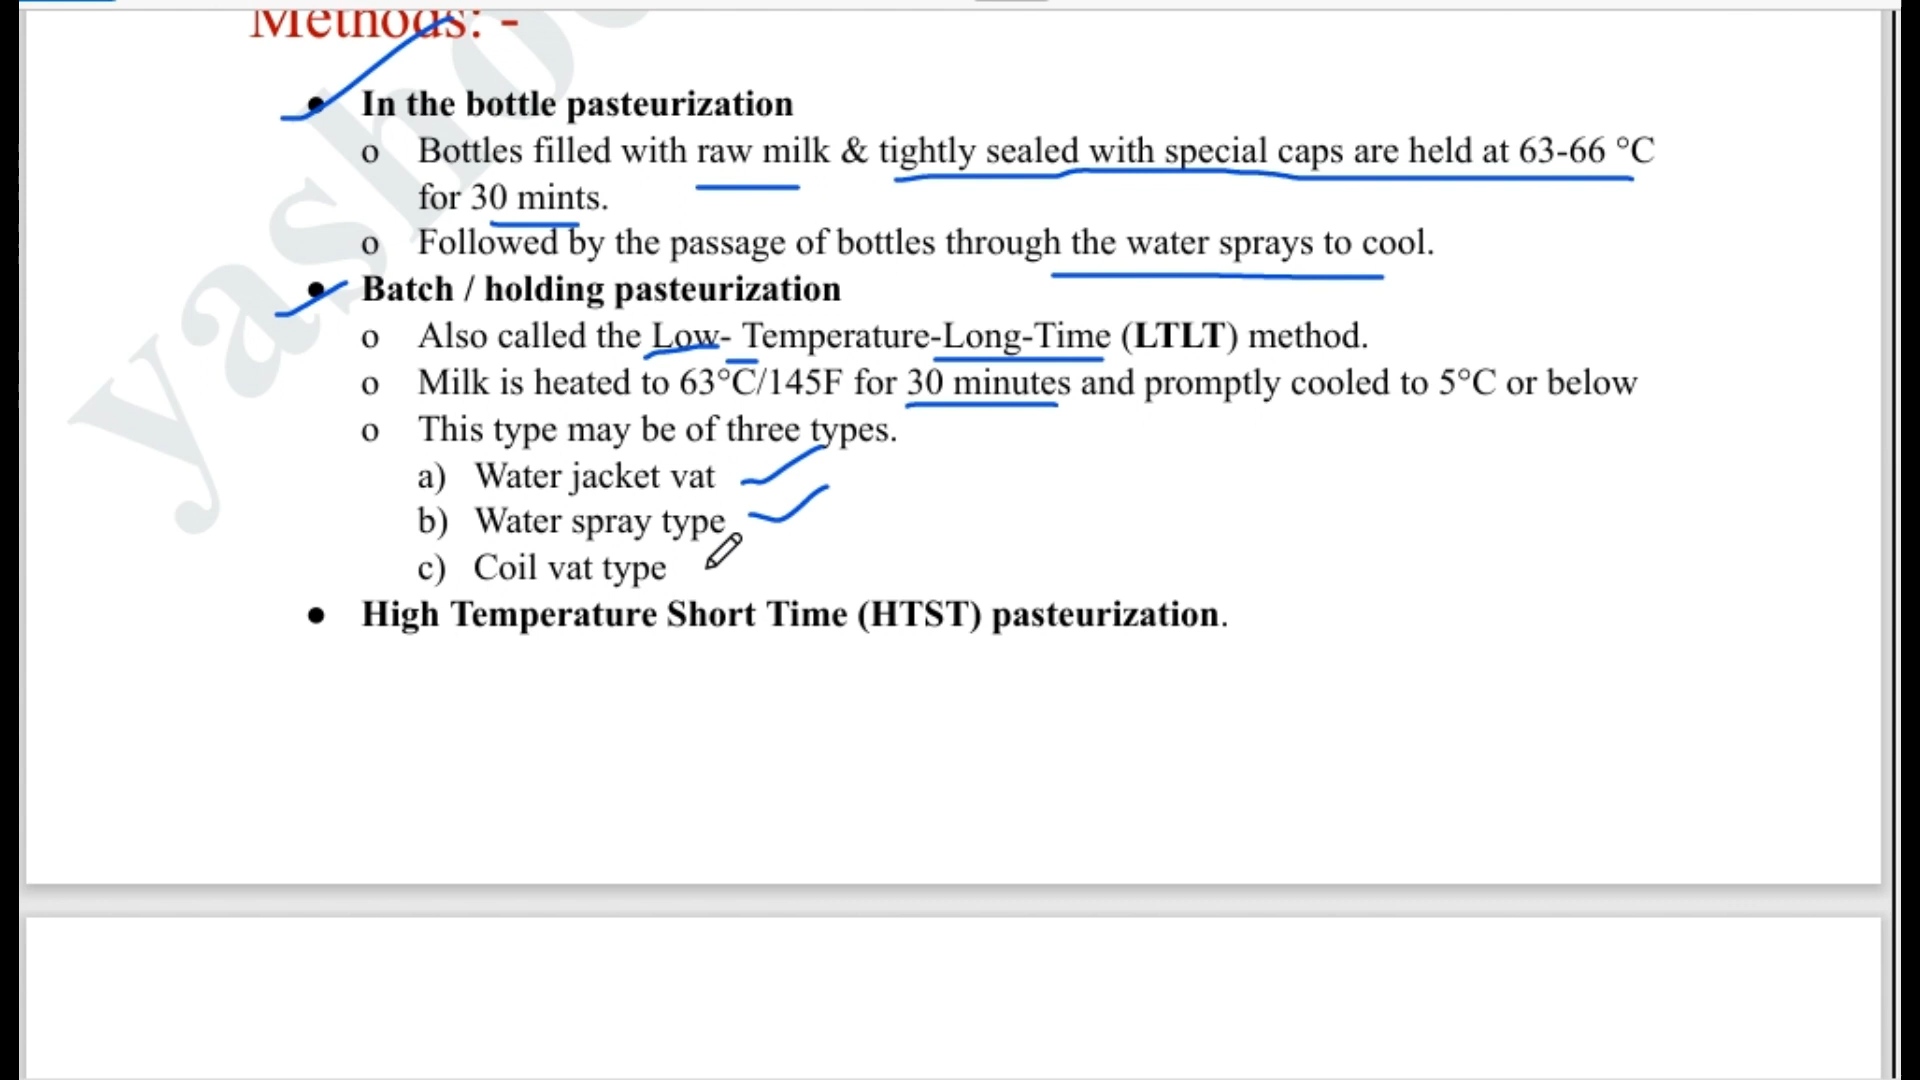 Methods: -
● In the bottle pasteurization
o Bottles filled with raw milk & tightly sealed with special caps are held at 63-66 °C
for 30 mints.
o Followed by the passage of bottles through the water sprays to cool.
● Batch / holding pasteurization
o Also called the Low- Temperature-Long-Time (LTLT) method.
o Milk is heated to 63°C/145F for 30 minutes and promptly cooled to 5°C or below
o This type may be of three types.
a) Water jacket vat
b) Water spray type
c) Coil vat type
● High Temperature Short Time (HTST) pasteurization.